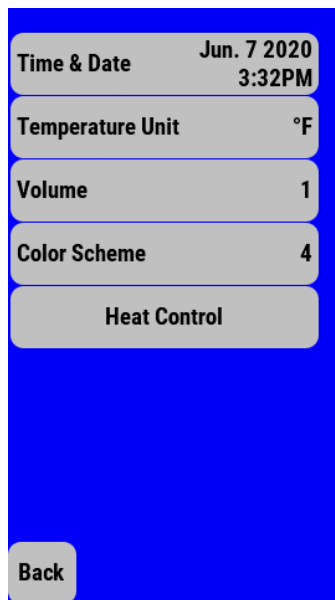 Time & Date Jun. 7 2020
3:32PM
Temperature Unit °F
Volume 1
Color Scheme 4
Heat Control
Back